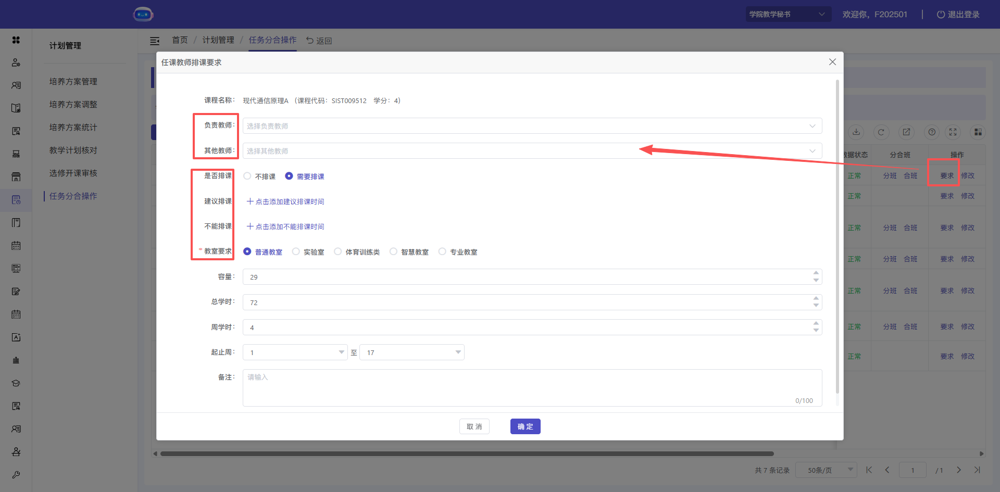 学院教学秘书
欢迎你，F202501
退出登录
计划管理
首页 / 计划管理 / 任务分合操作 返回
培养方案管理
培养方案调整
培养方案统计
教学计划核对
选修开课审核
任务分合操作
任课教师排课要求
课程名称： 现代通信原理A （课程代码：SIST009512 学分：4）
负责教师： 选择负责教师
其他教师： 选择其他教师
是否排课 不排课 需要排课
建议排课 点击添加建议排课时间
不能排课 点击添加不能排课时间
* 教室要求 普通教室 实验室 体育训练类 智慧教室 专业教室
容量： 29
总学时： 72
周学时： 4
起止周： 1 至 17
备注： 请输入
0/100
取 消 确 定
据状态 分合班 操作
正常 分班 合班 要求 修改
正常 要求 修改
正常 分班 合班 要求 修改
正常 分班 合班 要求 修改
正常 分班 合班 要求 修改
正常 分班 合班 要求 修改
正常 要求 修改
共 7 条记录 50条/页 1 / 1